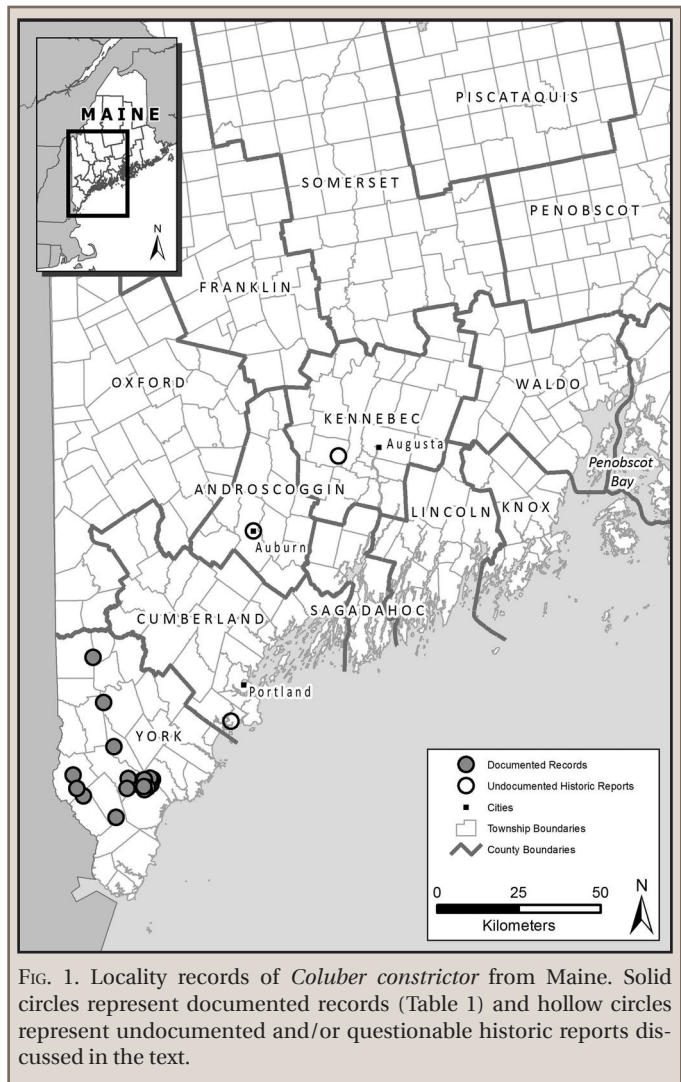 MAINE
N
PISCATAQUIS
SOMERSET
PENOBSCOT
FRANKLIN
OXFORD
WALDO
KENNEBEC
Augusta
Penobscot
Bay
ANDROSCOGGIN
LINCOLN
KNOX
Auburn
CUMBERLAND
SAGADAHOC
Portland
YORK
Documented Records
Undocumented Historic Reports
Cities
Township Boundaries
County Boundaries
0 25 50
Kilometers
N
FIG. 1. Locality records of Coluber constrictor from Maine. Solid
circles represent documented records (Table 1) and hollow circles
represent undocumented and/or questionable historic reports dis-
cussed in the text.